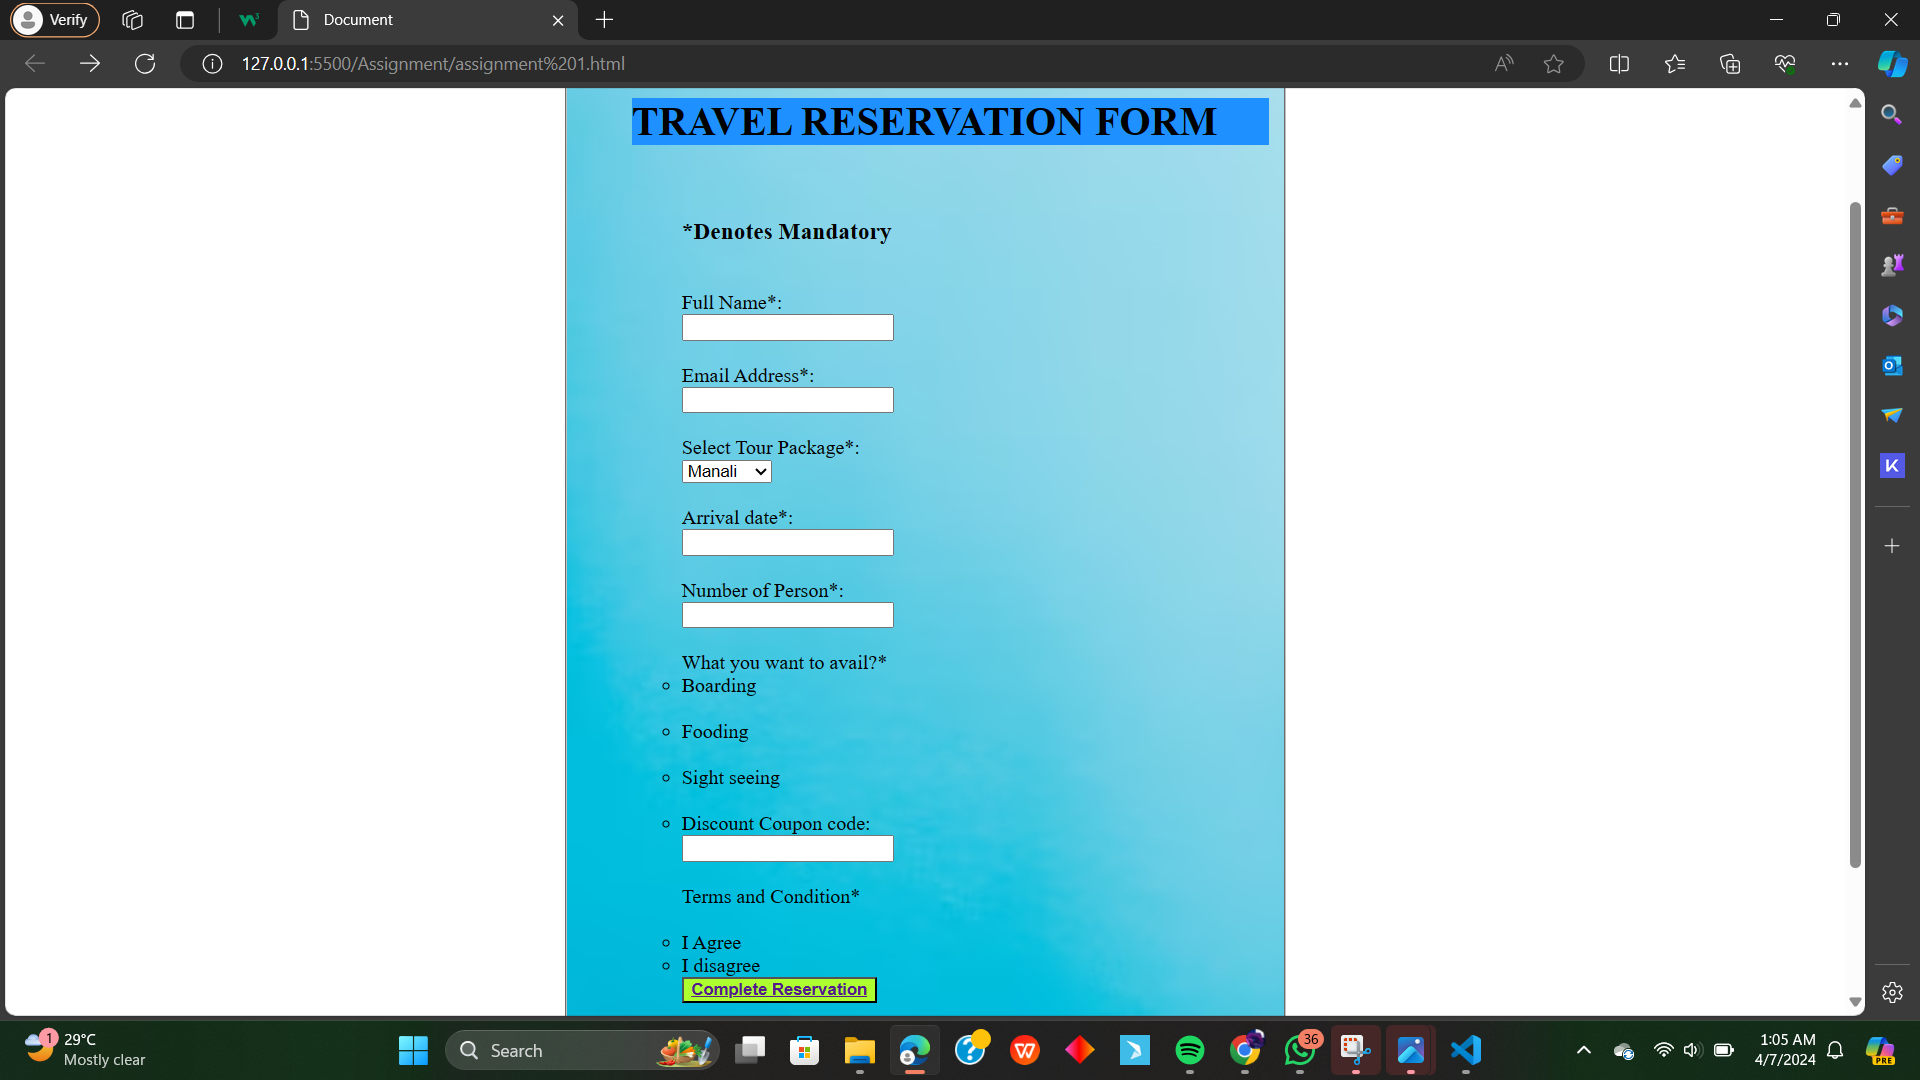 Verify
Document
127.0.0.1:5500/Assignment/assignment%201.html
TRAVEL RESERVATION FORM
*Denotes Mandatory
Full Name*:
Email Address*:
Select Tour Package*:
Manali
Arrival date*:
Number of Person*:
What you want to avail?*
Boarding
Fooding
Sight seeing
Discount Coupon code:
Terms and Condition*
I Agree
I disagree
Complete Reservation
1
29°C
Mostly clear
Search
36
1:05 AM
4/7/2024
PRE